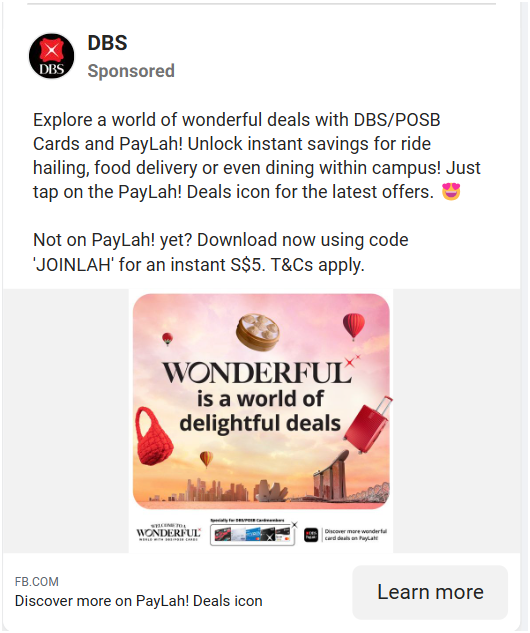 DBS
Sponsored
DBS
Explore a world of wonderful deals with DBS/POSB
Cards and PayLah! Unlock instant savings for ride
hailing, food delivery or even dining within campus! Just
tap on the PayLah! Deals icon for the latest offers. 😍
Not on PayLah! yet? Download now using code
'JOINLAH' for an instant S$5. T&Cs apply.
WONDERFUL
is a world of
delightful deals
WELCOME TO A
WONDERFUL
WORLD WITH DBS/POSB CARDS
Specially for DBS/POSB Cardmembers
DBS
PayLah!
Discover more wonderful
card deals on PayLah!
FB.COM
Discover more on PayLah! Deals icon
Learn more